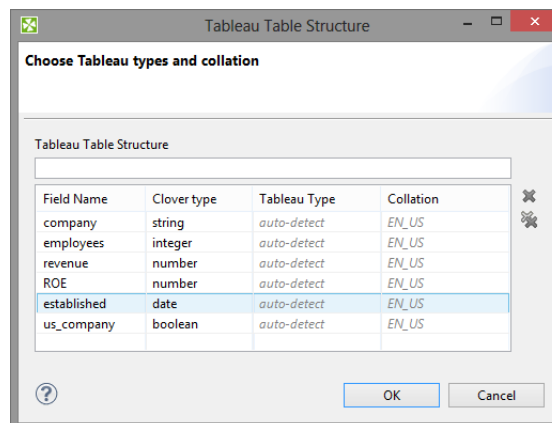 Tableau Table Structure
Choose Tableau types and collation
Tableau Table Structure
Field Name Clover type Tableau Type Collation
company string auto-detect EN_US
employees integer auto-detect EN_US
revenue number auto-detect EN_US
ROE number auto-detect EN_US
established date auto-detect EN_US
us_company boolean auto-detect EN_US
? OK Cancel